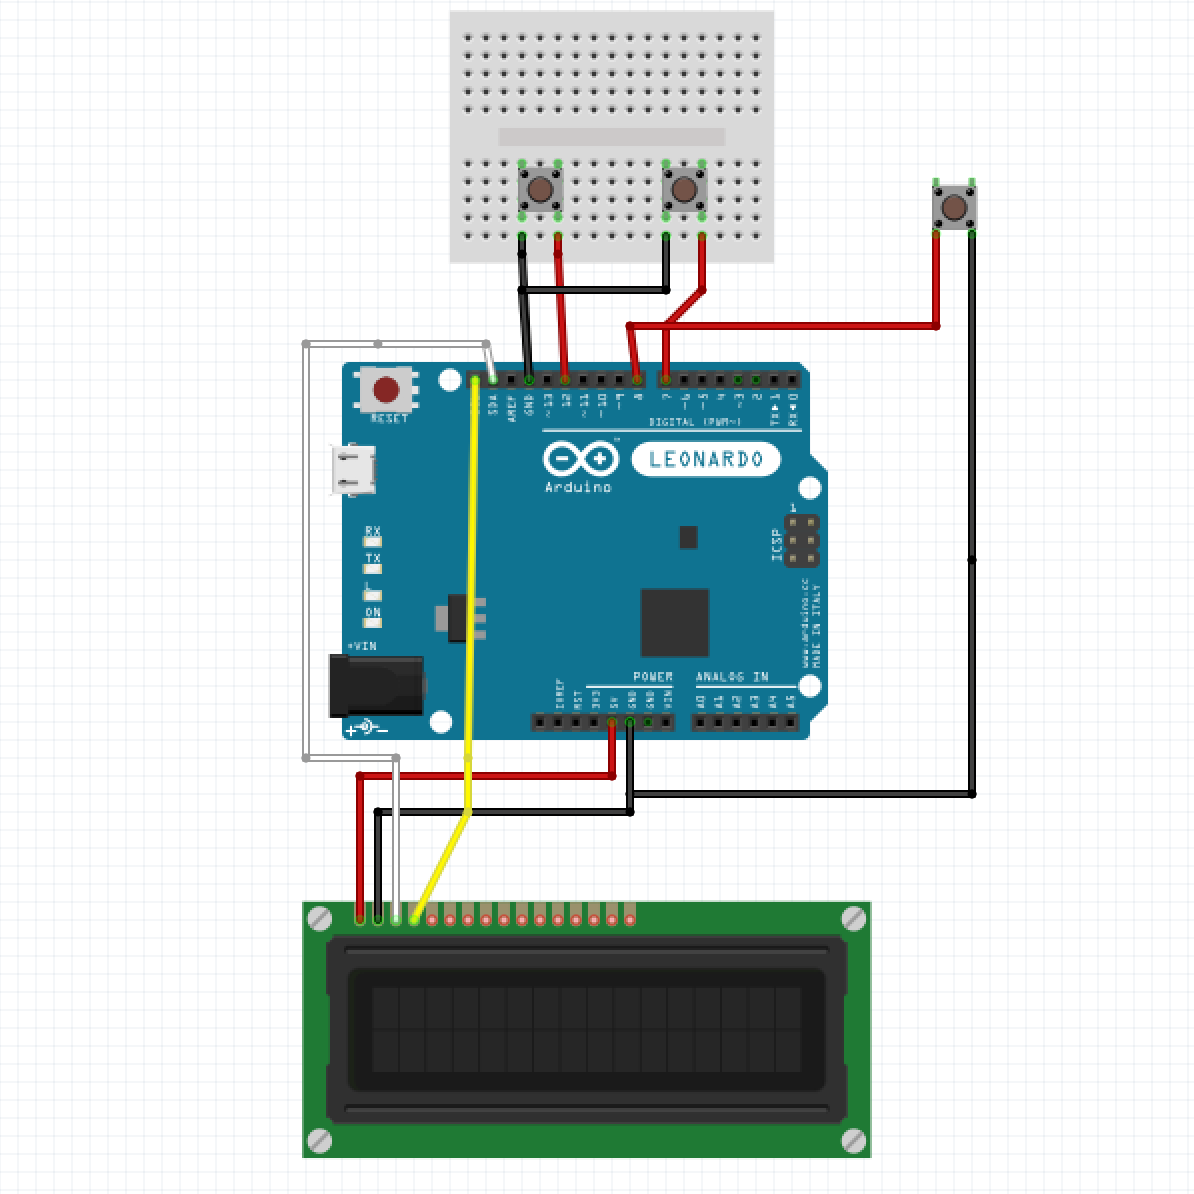 RESET
SDA
AREF
GND
~13
12
~11
~10
~9
8
7
~6
~5
4
~3
2
TX▶1
RX◀0
DIGITAL (PWM~)
LEONARDO
Arduino
1
ICSP
RX
TX
L
ON
www.arduino.cc
MADE IN ITALY
+VIN
POWER
ANALOG IN
IOREF
RST
3V3
5V
GND
GND
VIN
A0
A1
A2
A3
A4
A5
+ -